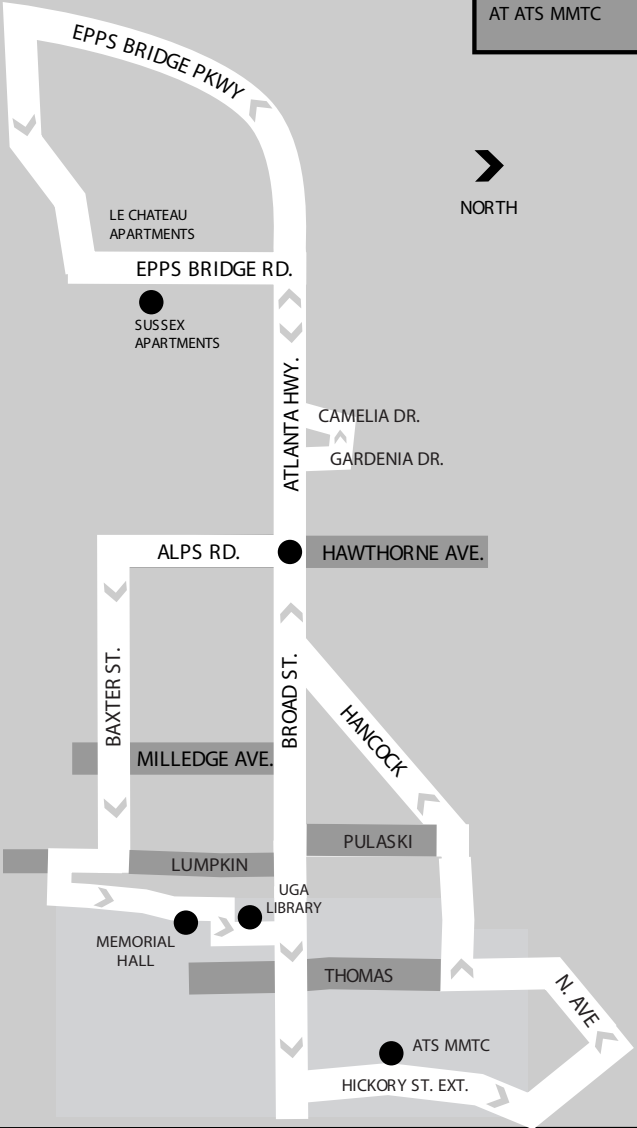 AT ATS MMTC
EPPS BRIDGE PKWY
NORTH
LE CHATEAU
APARTMENTS
EPPS BRIDGE RD.
SUSSEX
APARTMENTS
ATLANTA HWY.
CAMELIA DR.
GARDENIA DR.
ALPS RD.
HAWTHORNE AVE.
BAXTER ST.
BROAD ST.
HANCOCK
MILLEDGE AVE.
PULASKI
LUMPKIN
UGA
LIBRARY
MEMORIAL
HALL
THOMAS
N. AVE
ATS MMTC
HICKORY ST. EXT.